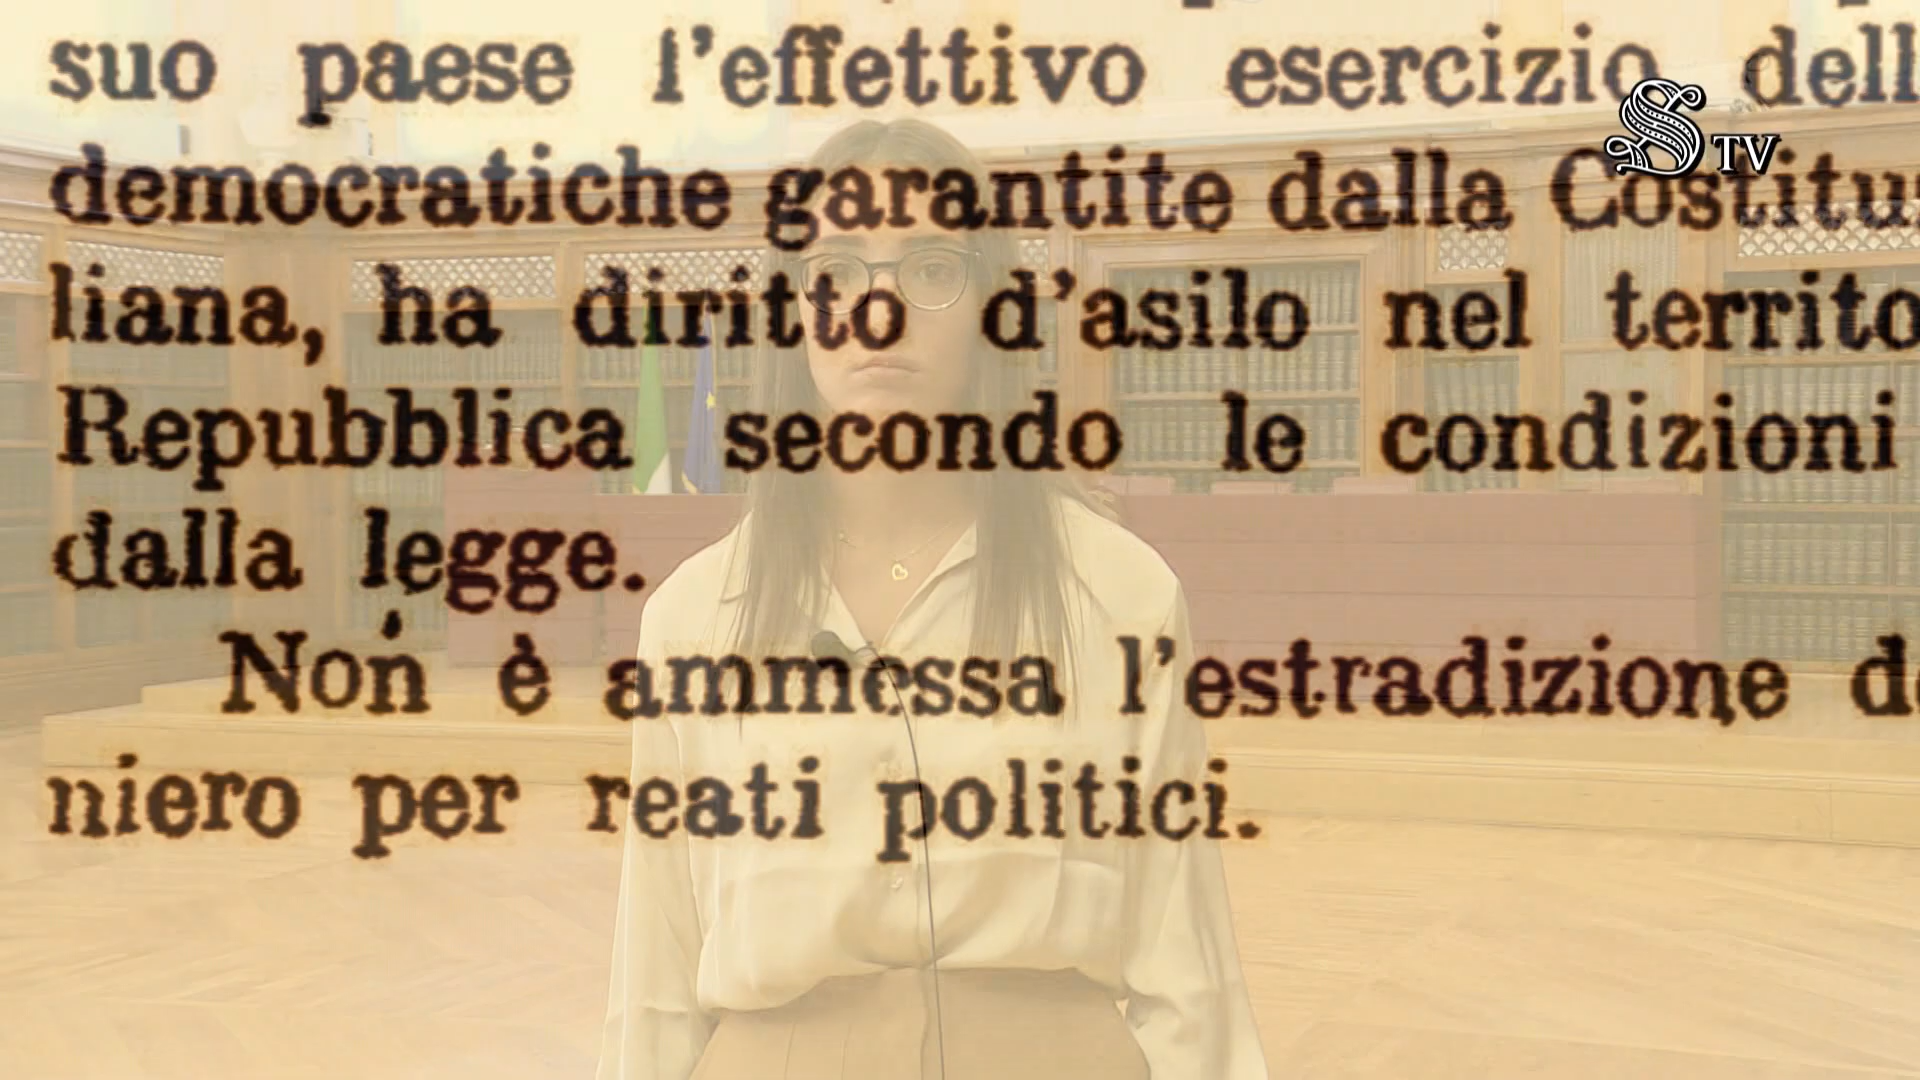 suo paese l'effettivo esercizio dell
democratiche garantite dalla Costitu
liana, ha diritto d'asilo nel territo
Repubblica secondo le condizioni
dalla legge.
Non è ammessa l'estradizione d
niero per reati politici.
S TV